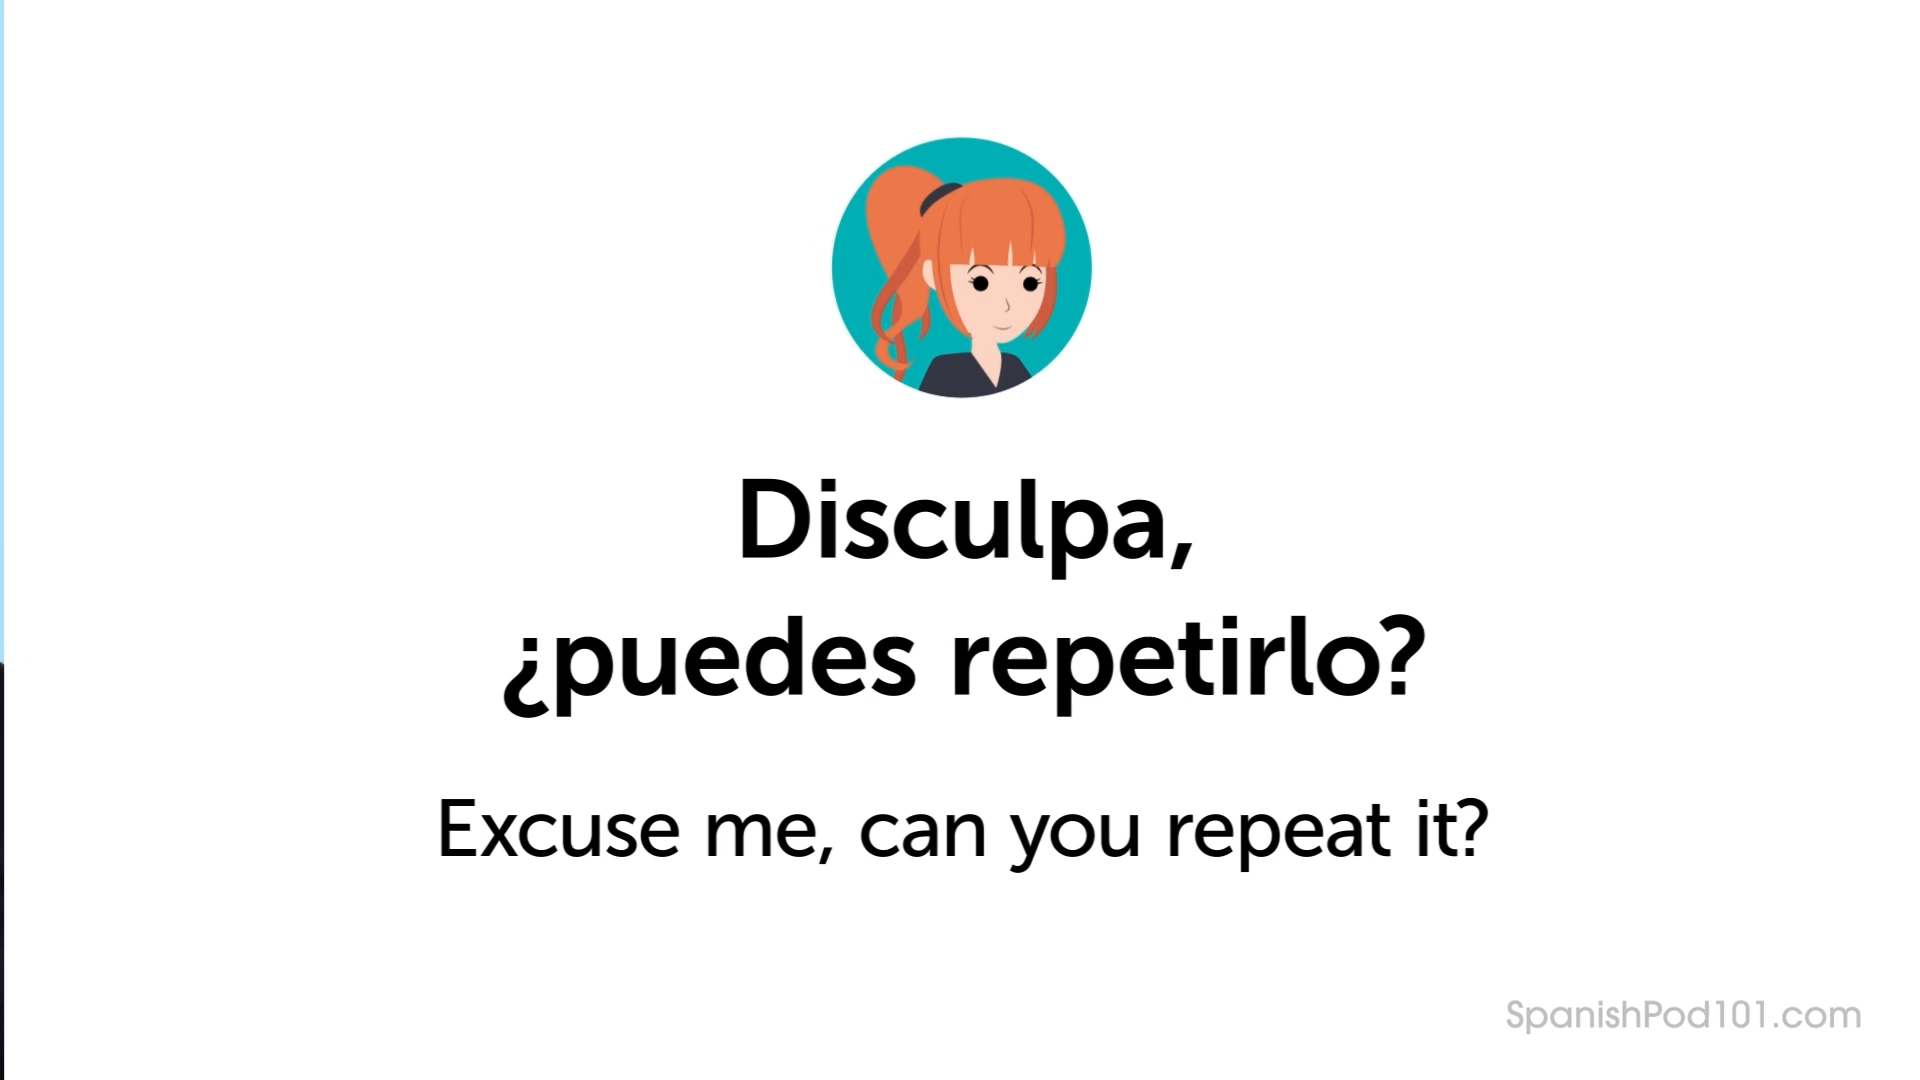 Disculpa,
¿puedes repetirlo?
Excuse me, can you repeat it?
SpanishPod101.com